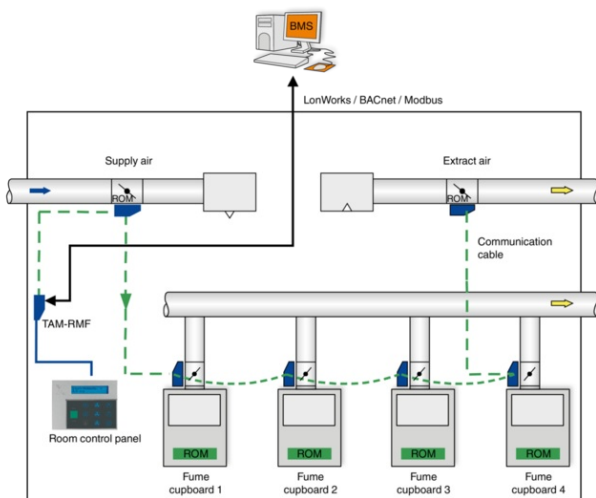 BMS
LonWorks / BACnet / Modbus
Supply air
Extract air
ROM
ROM
Communication
cable
TAM-RMF
Room control panel
ROM
ROM
ROM
ROM
Fume
cupboard 1
Fume
cupboard 2
Fume
cupboard 3
Fume
cupboard 4